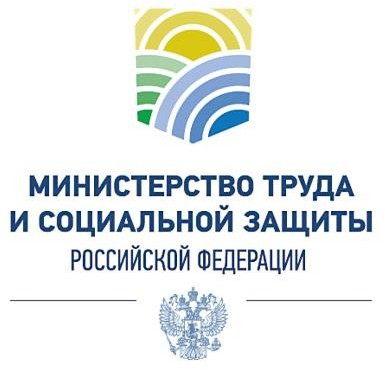 МИНИСТЕРСТВО ТРУДА
И СОЦИАЛЬНОЙ ЗАЩИТЫ
РОССИЙСКОЙ ФЕДЕРАЦИИ